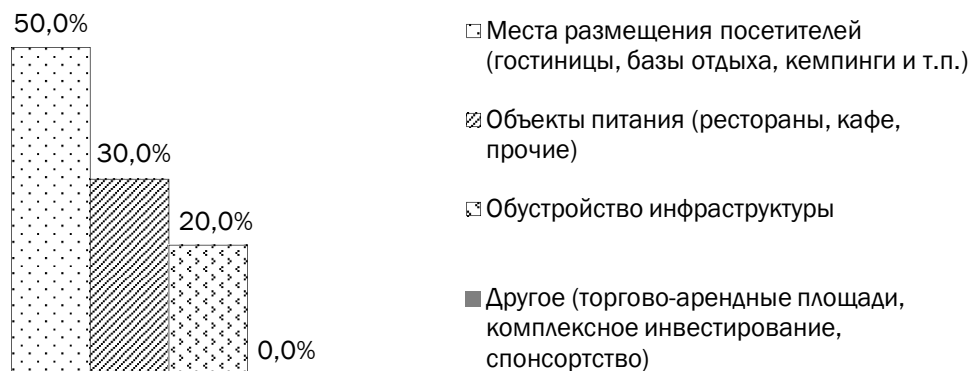 50,0%
30,0%
20,0%
0,0%
Места размещения посетителей
(гостиницы, базы отдыха, кемпинги и т.п.)
Объекты питания (рестораны, кафе,
прочие)
Обустройство инфраструктуры
Другое (торгово-арендные площади,
комплексное инвестирование,
спонсортство)